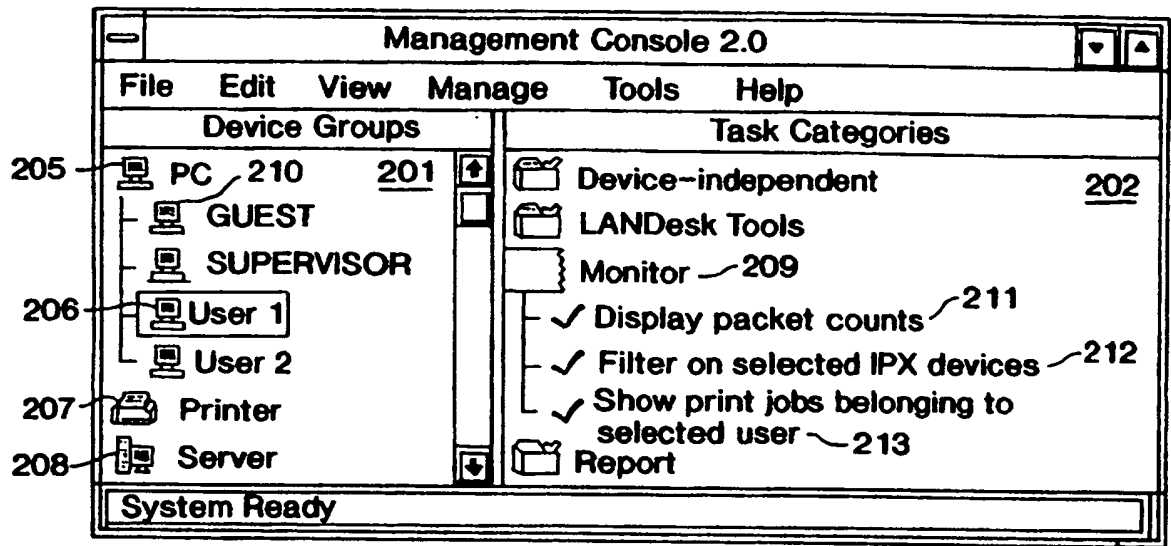 Management Console 2.0
File Edit View Manage Tools Help
Device Groups
Task Categories
205 PC 210 201
GUEST
SUPERVISOR
206 User 1
User 2
207 Printer
208 Server
Device-independent 202
LANDesk Tools
Monitor 209
Display packet counts 211
Filter on selected IPX devices 212
Show print jobs belonging to
selected user 213
Report
System Ready